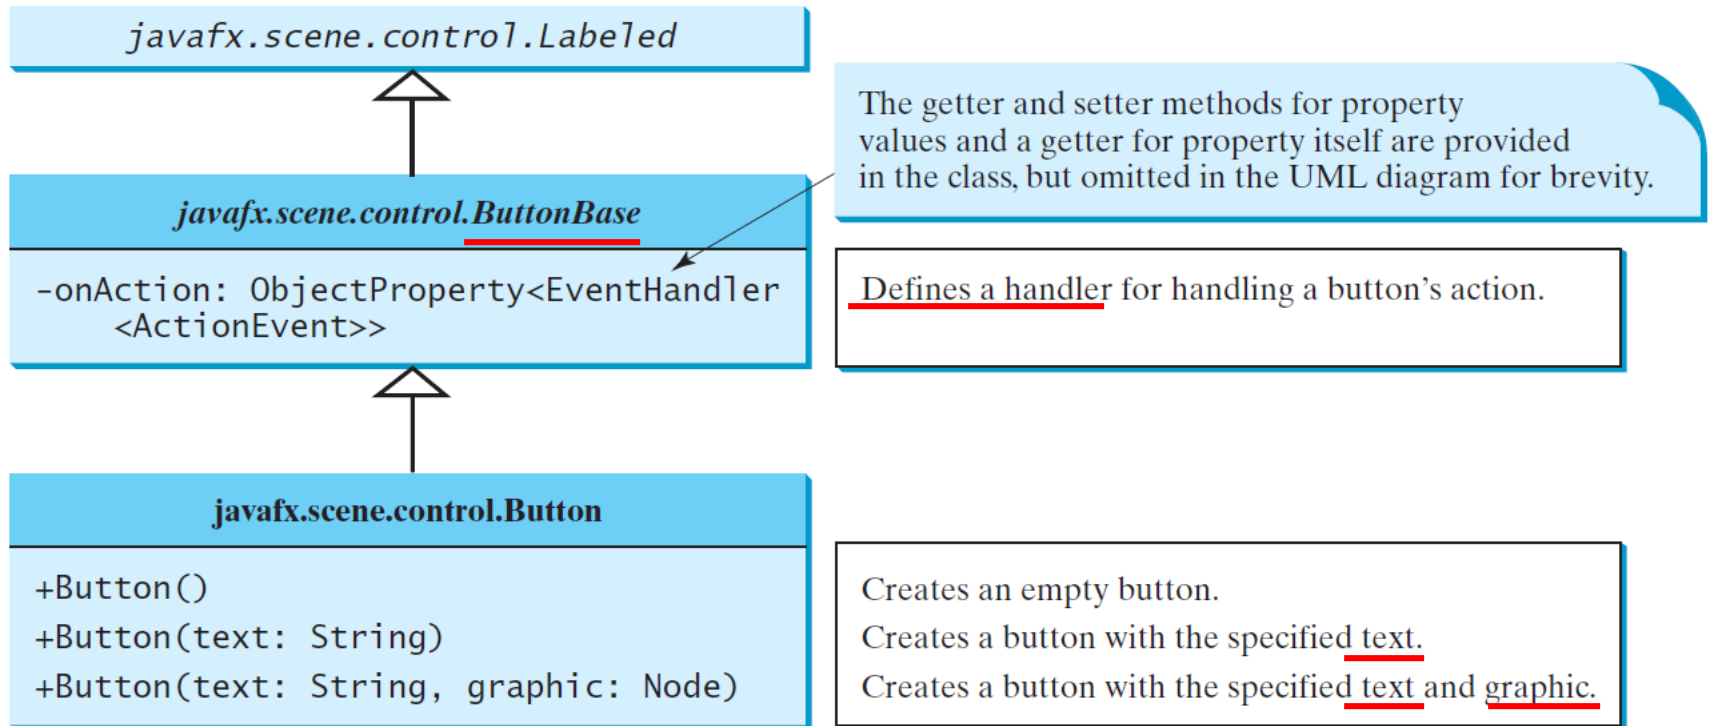 javafx.scene.control.Labeled
The getter and setter methods for property
values and a getter for property itself are provided
in the class, but omitted in the UML diagram for brevity.
javafx.scene.control.ButtonBase
-onAction: ObjectProperty<EventHandler
<ActionEvent>>
Defines a handler for handling a button's action.
javafx.scene.control.Button
+Button()
Creates an empty button.
+Button(text: String)
Creates a button with the specified text.
+Button(text: String, graphic: Node)
Creates a button with the specified text and graphic.